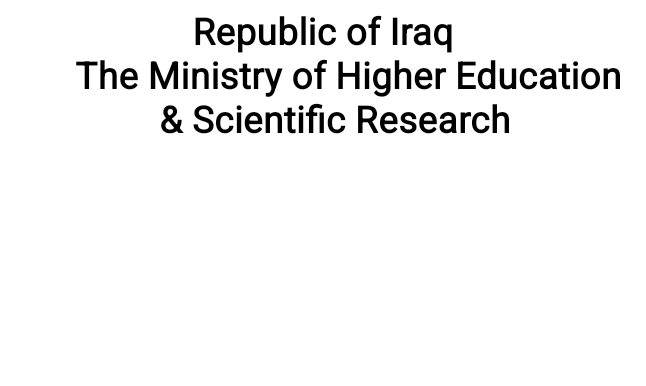 Republic of Iraq
The Ministry of Higher Education
& Scientific Research